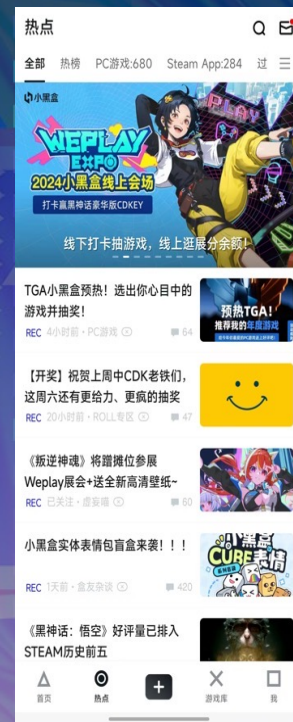 热点
全部 热榜 PC游戏:680 Steam App:284 过
小黑盒
WEPLAY
EXPO
PLAY
2024小黑盒线上会场
打卡赢黑神话豪华版CDKEY
线下打卡抽游戏，线上逛展分余额！
TGA小黑盒预热！选出你心目中的
游戏并抽奖！
REC 4小时前·PC游戏 64
预热TGA!
推荐我的年度游戏
【开奖】祝贺上周中CDK老铁们，
这周六还有更给力、更疯的抽奖
REC 20小时前·ROLL专区 47
《叛逆神魂》将蹭摊位参展
Weplay展会+送全新高清壁纸~
REC 已关注·虚妄喵 60
小黑盒实体表情包盲盒来袭！！！
REC 1天前·盒友杂谈 420
小黑盒
CUBE表情
《黑神话：悟空》好评量已排入
STEAM历史前五
首页 热点 游戏库 我